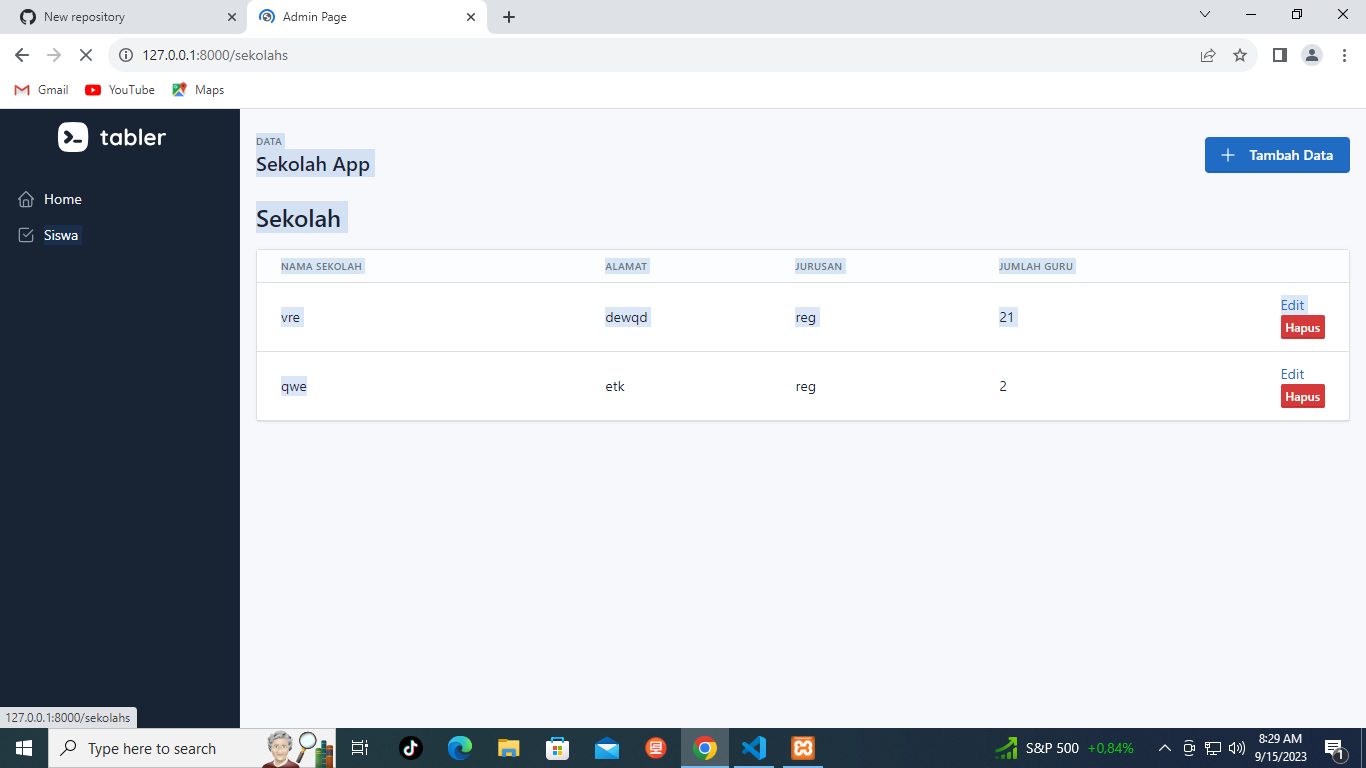 New repository
Admin Page
127.0.0.1:8000/sekolahs
Gmail
YouTube
Maps
tabler
Home
Siswa
DATA
Sekolah App
Tambah Data
Sekolah
NAMA SEKOLAH ALAMAT JURUSAN JUMLAH GURU
vre dewqd reg 21 Edit
Hapus
qwe etk reg 2 Edit
Hapus
127.0.0.1:8000/sekolahs
Type here to search
S&P 500 +0,84%
8:29 AM
9/15/2023
1